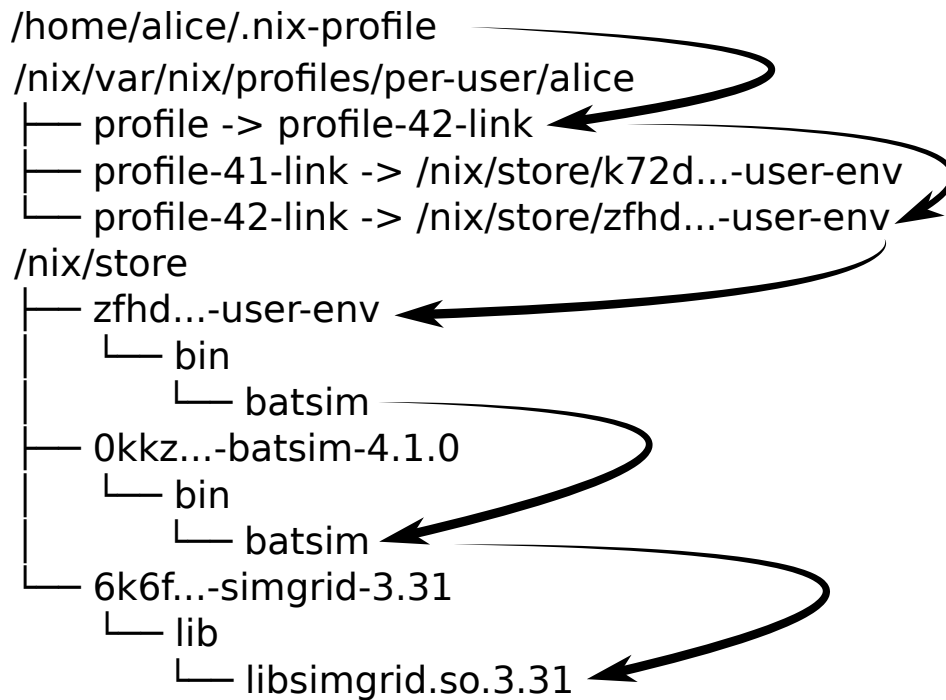 /home/alice/.nix-profile
/nix/var/nix/profiles/per-user/alice
├── profile -> profile-42-link
├── profile-41-link -> /nix/store/k72d...-user-env
└── profile-42-link -> /nix/store/zfhd...-user-env
/nix/store
├── zfhd...-user-env
│   └── bin
│       └── batsim
├── 0kkz...-batsim-4.1.0
│   └── bin
│       └── batsim
└── 6k6f...-simgrid-3.31
    └── lib
        └── libsimgrid.so.3.31